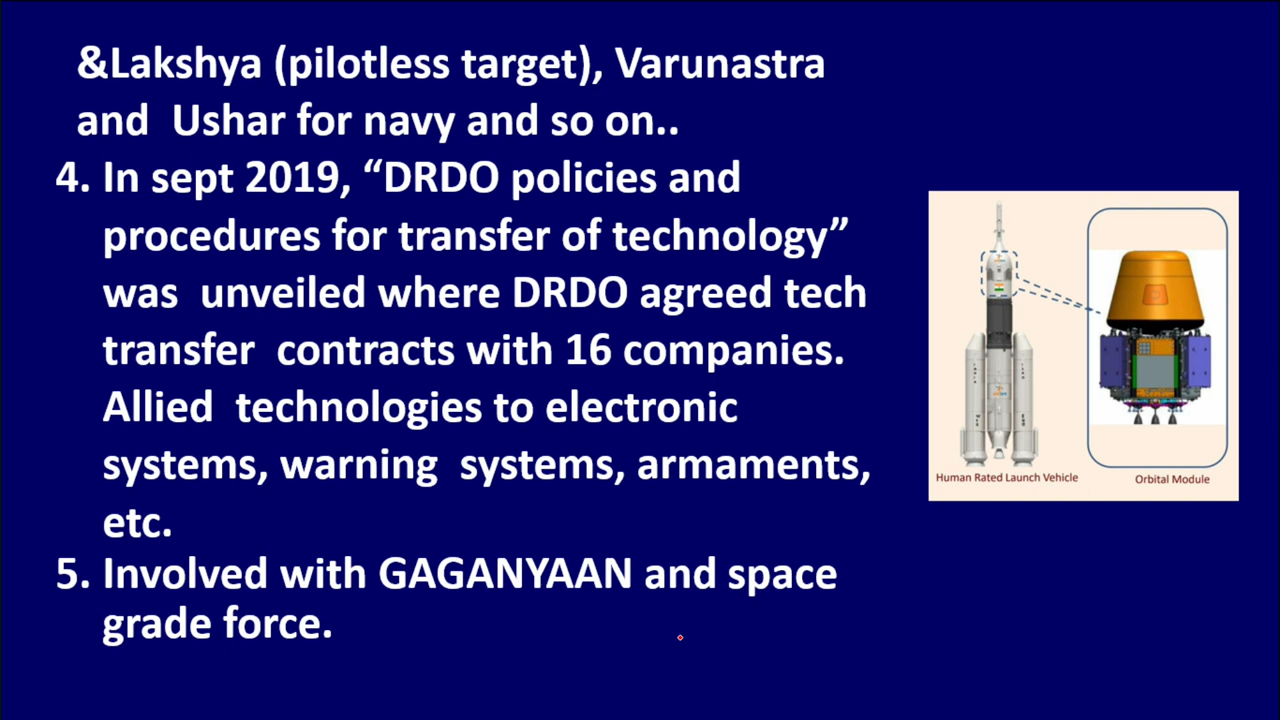 &Lakshya (pilotless target), Varunastra
and Ushar for navy and so on..
4. In sept 2019, “DRDO policies and
procedures for transfer of technology”
was unveiled where DRDO agreed tech
transfer contracts with 16 companies.
Allied technologies to electronic
systems, warning systems, armaments,
etc.
5. Involved with GAGANYAAN and space
grade force.
Human Rated Launch Vehicle
Orbital Module